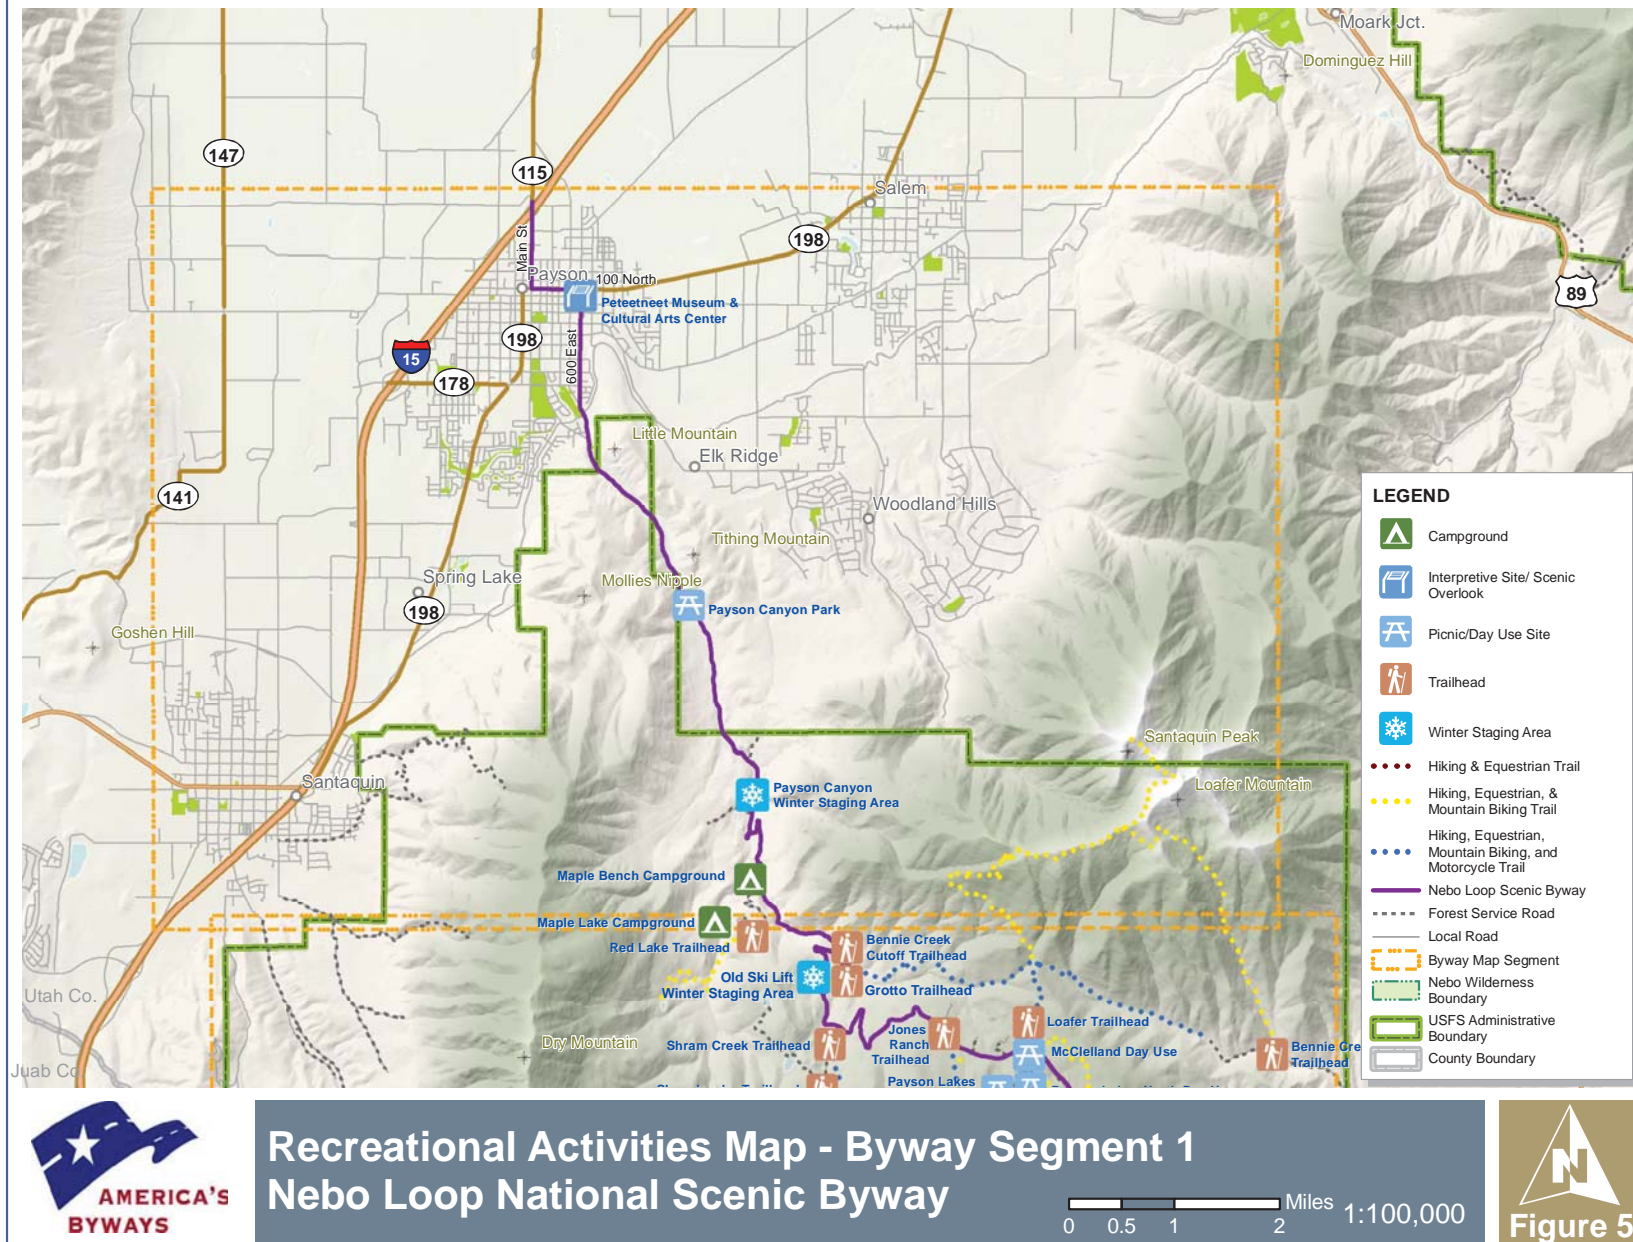 Moark Jct.
Dominguez Hill
147
115
Salem
198
Main St
Payson
100 North
89
Peteetneet Museum &
Cultural Arts Center
198
600 East
15
178
Little Mountain
Elk Ridge
141
Woodland Hills
Tithing Mountain
Spring Lake
Mollies Nipple
198
Payson Canyon Park
Goshen Hill
Santaquin Peak
Santaquin
Loafer Mountain
Payson Canyon
Winter Staging Area
Maple Bench Campground
Maple Lake Campground
Red Lake Trailhead
Bennie Creek
Cutoff Trailhead
Old Ski Lift
Winter Staging Area
Grotto Trailhead
Utah Co.
Loafer Trailhead
Jones
Ranch
Trailhead
Dry Mountain
Shram Creek Trailhead
McClelland Day Use
Bennie Cre
Trailhead
Juab Co
Payson Lakes
LEGEND
Campground
Interpretive Site/ Scenic
Overlook
Picnic/Day Use Site
Trailhead
Winter Staging Area
Hiking & Equestrian Trail
Hiking, Equestrian, &
Mountain Biking Trail
Hiking, Equestrian,
Mountain Biking, and
Motorcycle Trail
Nebo Loop Scenic Byway
Forest Service Road
Local Road
Byway Map Segment
Nebo Wilderness
Boundary
USFS Administrative
Boundary
County Boundary
AMERICA'S
BYWAYS
Recreational Activities Map - Byway Segment 1
Nebo Loop National Scenic Byway
Miles
0 0.5 1 2
1:100,000
N
Figure 5